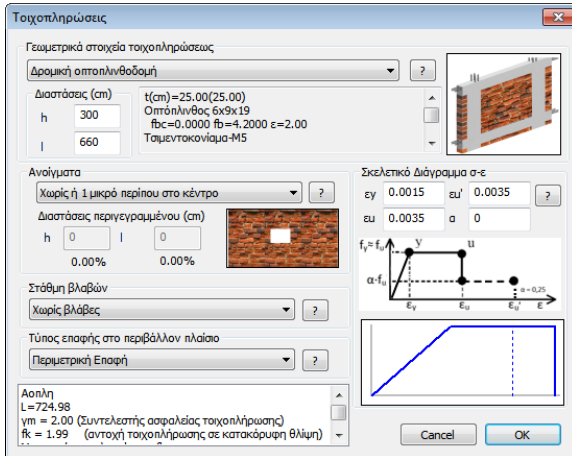 Τοιχοπληρώσεις
Γεωμετρικά στοιχεία τοιχοπληρώσεως
Δρομική οπτοπλινθοδομή
?
Διαστάσεις (cm)
h 300
l 660
t(cm)=25.00(25.00)
Οπτόπλινθος 6x9x19
fbc=0.0000 fb=4.2000 ε=2.00
Τσιμεντοκονίαμα-M5
Ανοίγματα
Χωρίς ή 1 μικρό περίπου στο κέντρο
?
Διαστάσεις περιγεγραμμένου (cm)
h 0 l 0
0.00% 0.00%
Στάθμη βλαβών
Χωρίς βλάβες
?
Τύπος επαφής στο περιβάλλον πλαίσιο
Περιμετρική Επαφή
?
Αοπλη
L=724.98
γm = 2.00 (Συντελεστής ασφαλείας τοιχοπλήρωσης)
fk = 1.99 (αντοχή τοιχοπλήρωσης σε κατακόρυφη θλίψη)
Σκελετικό Διάγραμμα σ-ε
εy 0.0015 εu' 0.0035
?
εu 0.0035 α 0
fy≈fu y u
α·fu
α = 0,25
εy εu εu' ε
Cancel OK